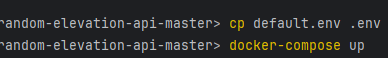 random-elevation-api-master> cp default.env .env
random-elevation-api-master> docker-compose up